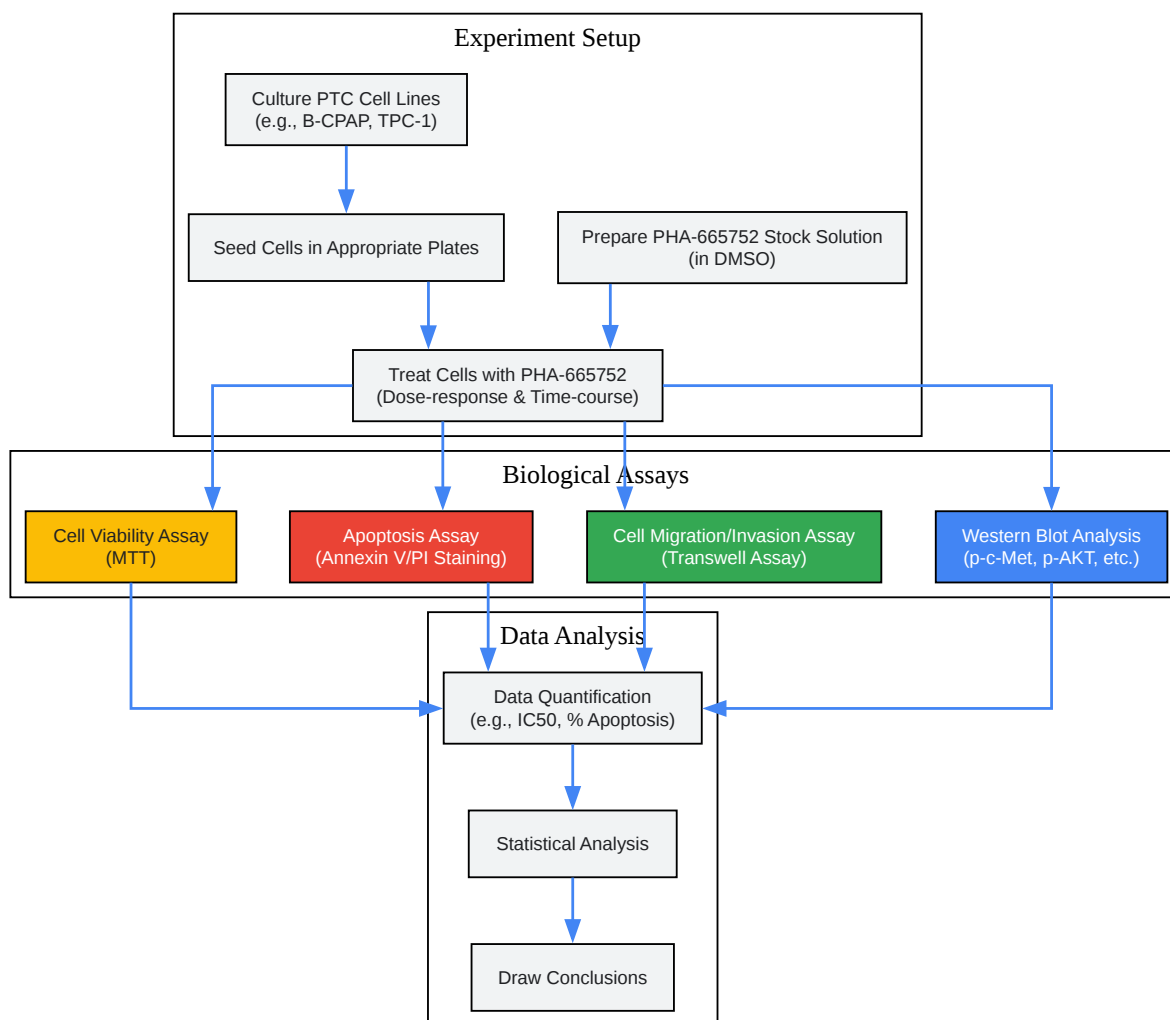 Experiment Setup
Culture PTC Cell Lines
(e.g., B-CPAP, TPC-1)
Seed Cells in Appropriate Plates
Prepare PHA-665752 Stock Solution
(in DMSO)
Treat Cells with PHA-665752
(Dose-response & Time-course)
Biological Assays
Cell Viability Assay
(MTT)
Apoptosis Assay
(Annexin V/PI Staining)
Cell Migration/Invasion Assay
(Transwell Assay)
Western Blot Analysis
(p-c-Met, p-AKT, etc.)
Data Analysis
Data Quantification
(e.g., IC50, % Apoptosis)
Statistical Analysis
Draw Conclusions